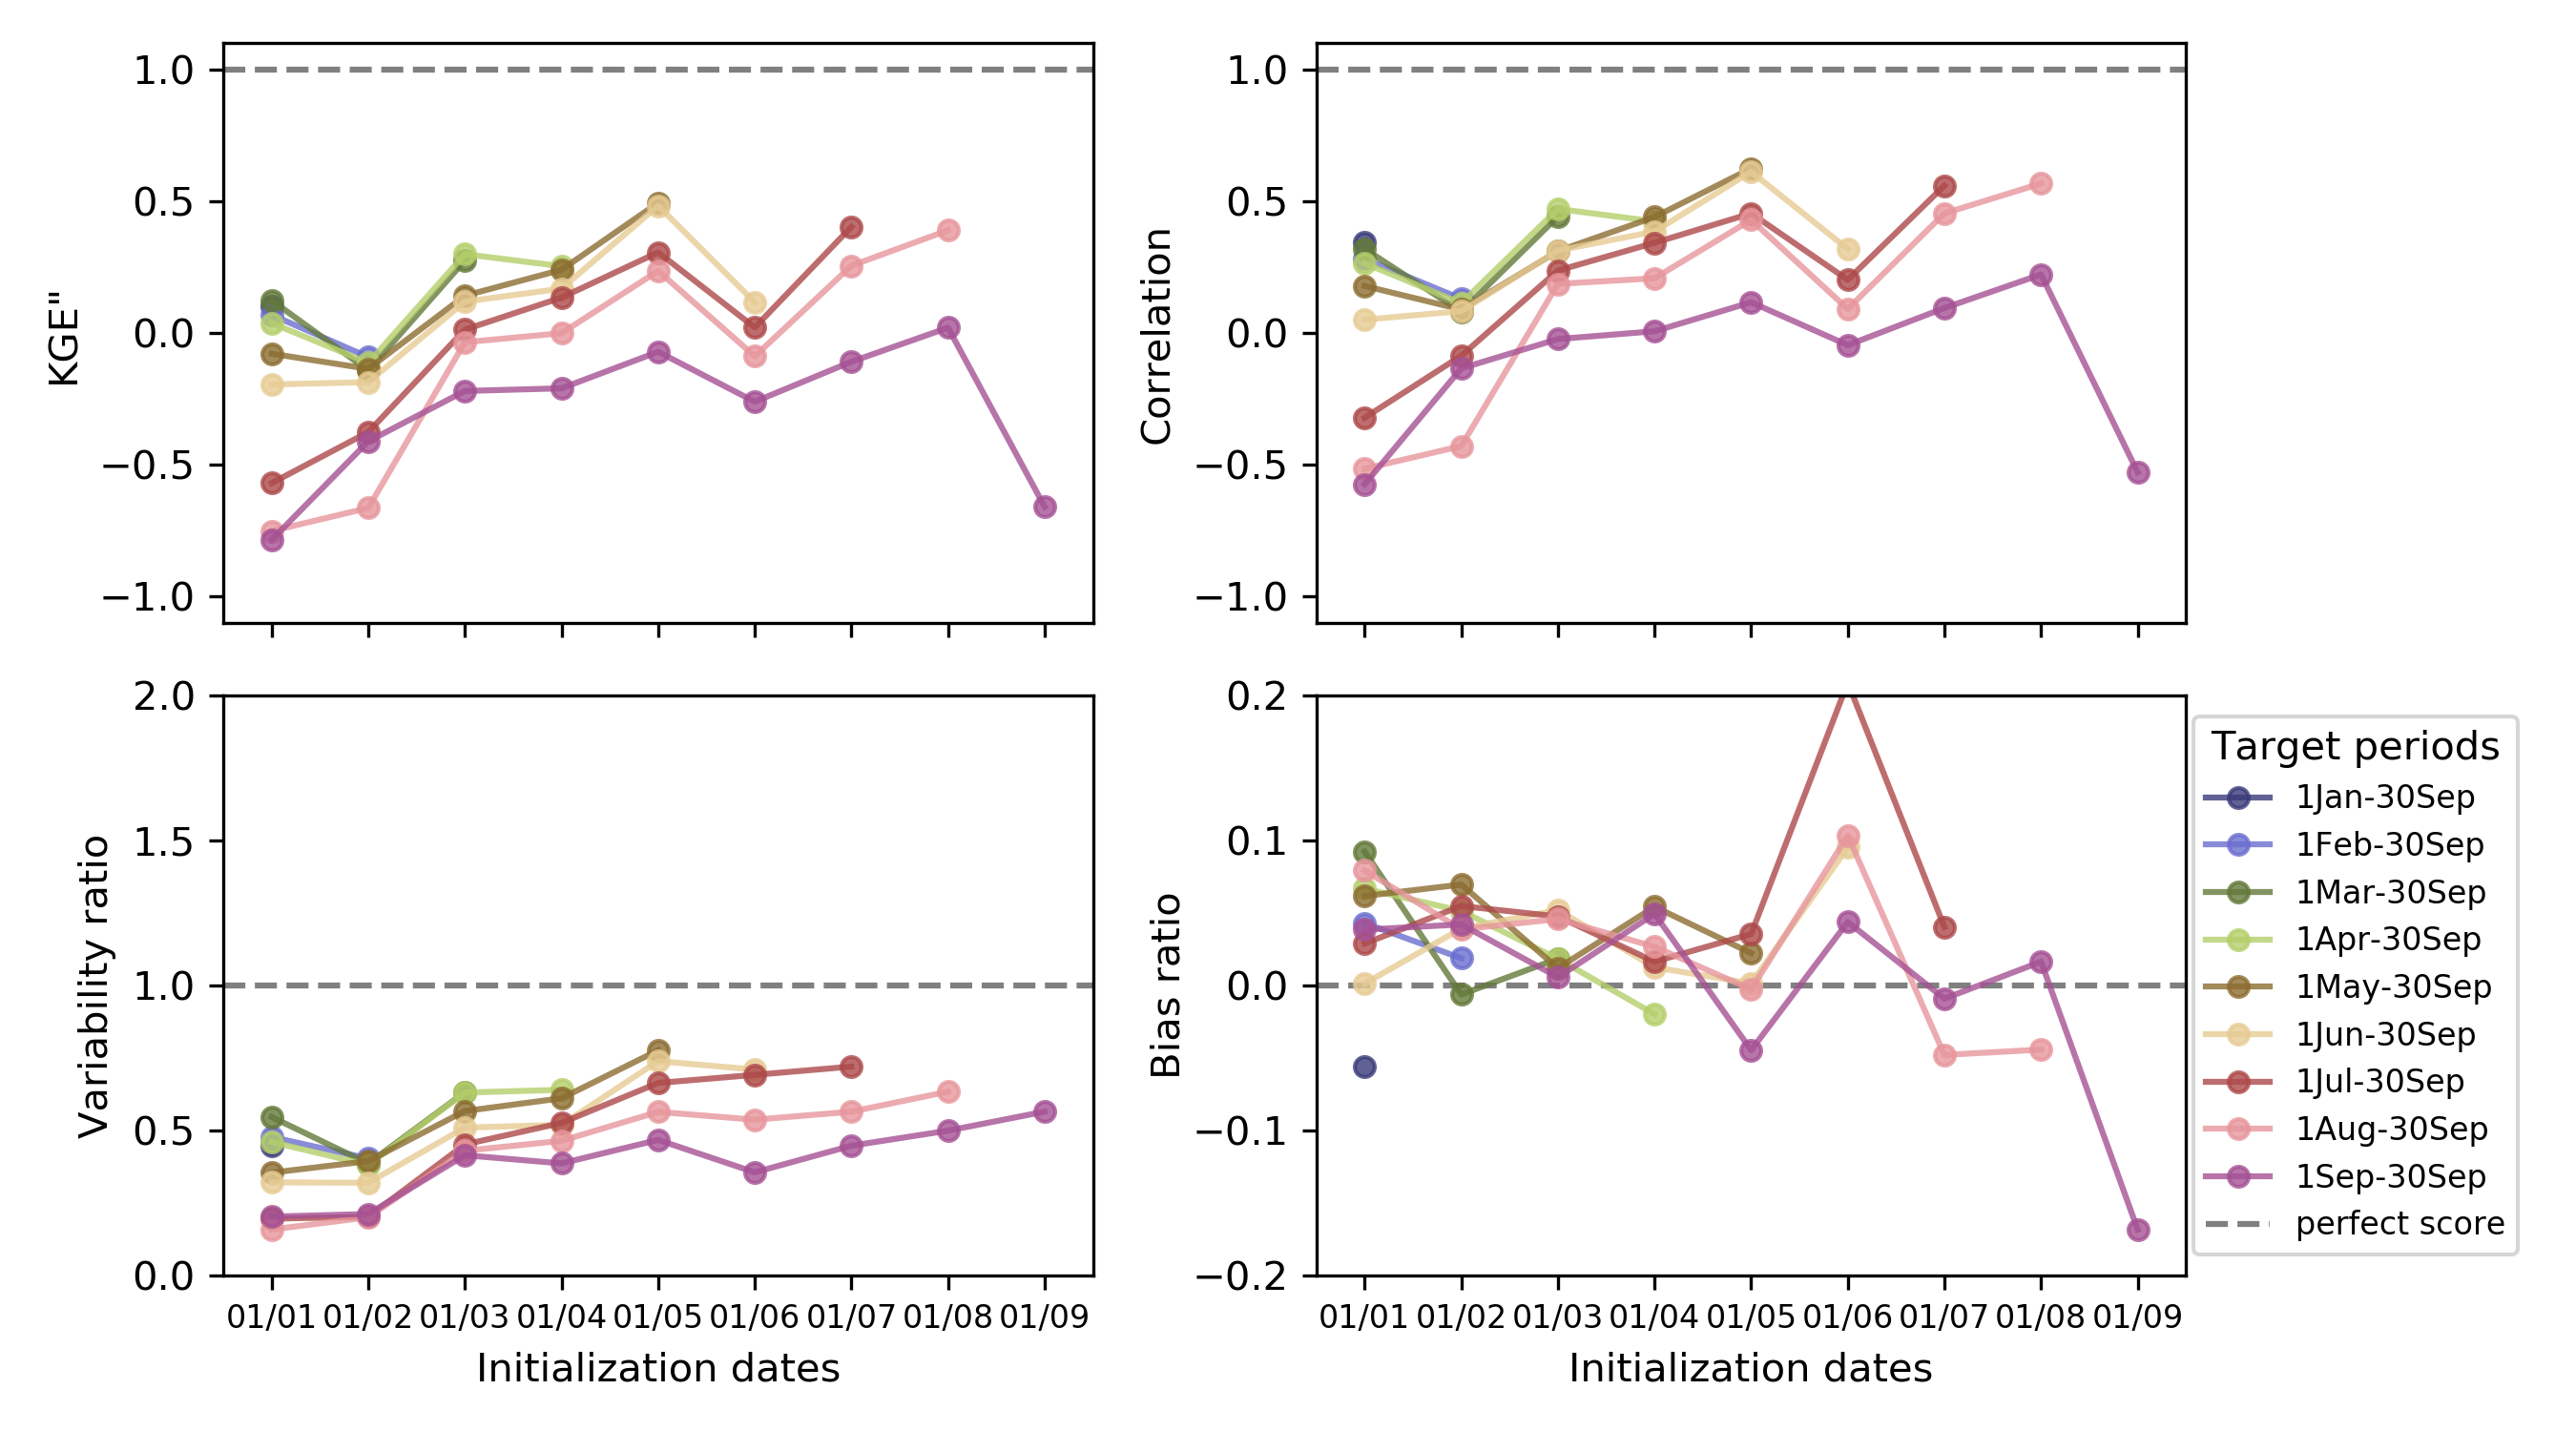 KGE"
1.0
0.5
0.0
−0.5
−1.0
Correlation
1.0
0.5
0.0
−0.5
−1.0
Variability ratio
2.0
1.5
1.0
0.5
0.0
01/01 01/02 01/03 01/04 01/05 01/06 01/07 01/08 01/09
Initialization dates
Bias ratio
0.2
0.1
0.0
−0.1
−0.2
01/01 01/02 01/03 01/04 01/05 01/06 01/07 01/08 01/09
Initialization dates
Target periods
1Jan-30Sep
1Feb-30Sep
1Mar-30Sep
1Apr-30Sep
1May-30Sep
1Jun-30Sep
1Jul-30Sep
1Aug-30Sep
1Sep-30Sep
perfect score